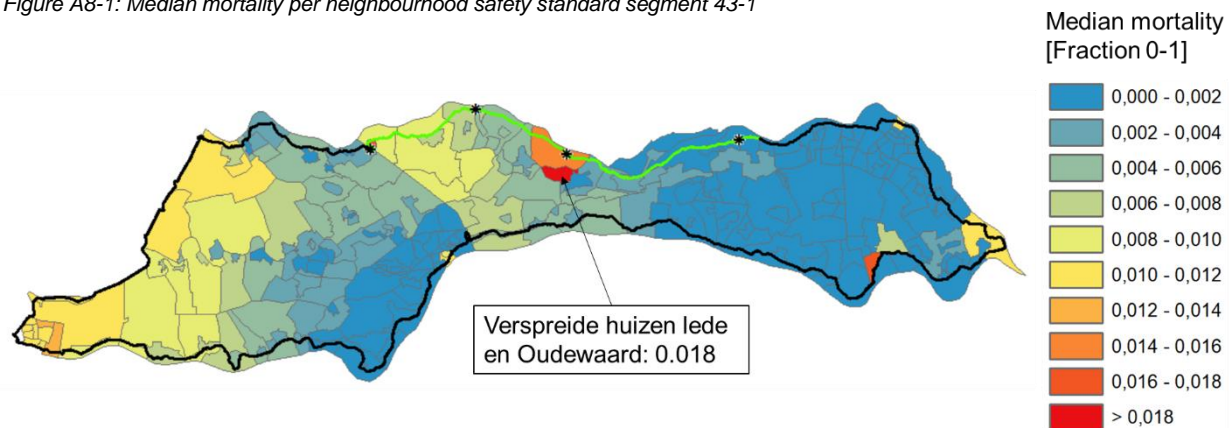 Figure A8-1: Median mortality per neighbourhood safety standard segment 43-1
Median mortality
[Fraction 0-1]
0,000 - 0,002
0,002 - 0,004
0,004 - 0,006
0,006 - 0,008
0,008 - 0,010
0,010 - 0,012
0,012 - 0,014
0,014 - 0,016
0,016 - 0,018
> 0,018
Verspreide huizen lede
en Oudewaard: 0.018